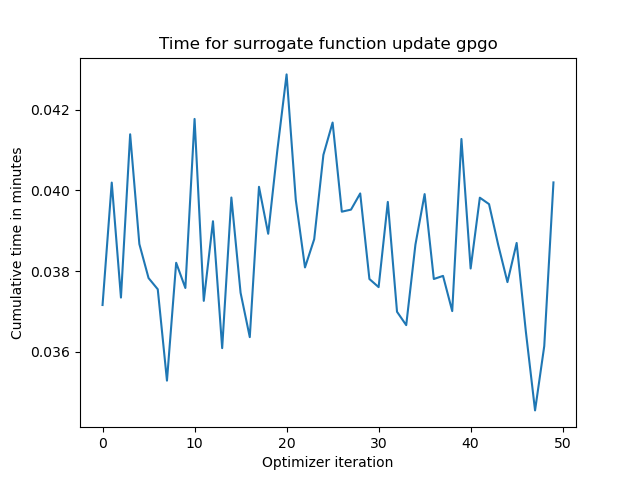 Time for surrogate function update gpgo
Cumulative time in minutes
0.042
0.040
0.038
0.036
0 10 20 30 40 50
Optimizer iteration